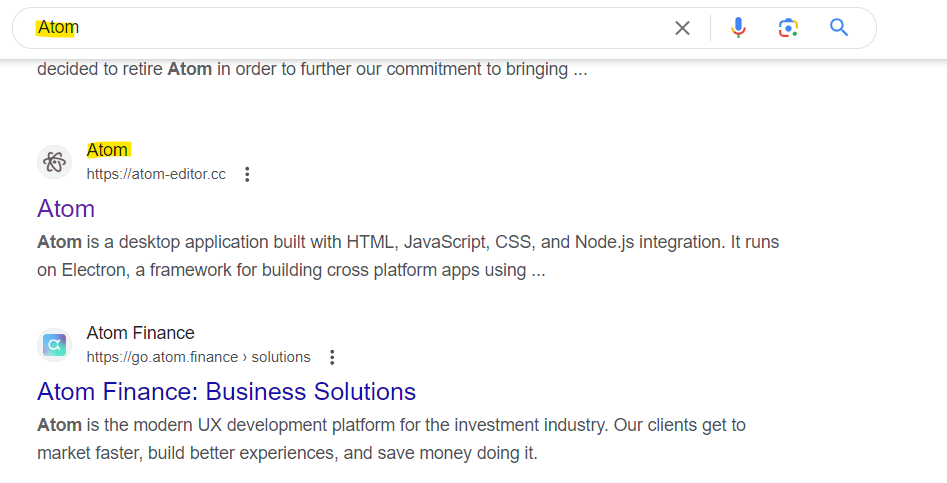 Atom
decided to retire Atom in order to further our commitment to bringing ...
Atom
https://atom-editor.cc
Atom
Atom is a desktop application built with HTML, JavaScript, CSS, and Node.js integration. It runs
on Electron, a framework for building cross platform apps using ...
Atom Finance
https://go.atom.finance › solutions
Atom Finance: Business Solutions
Atom is the modern UX development platform for the investment industry. Our clients get to
market faster, build better experiences, and save money doing it.